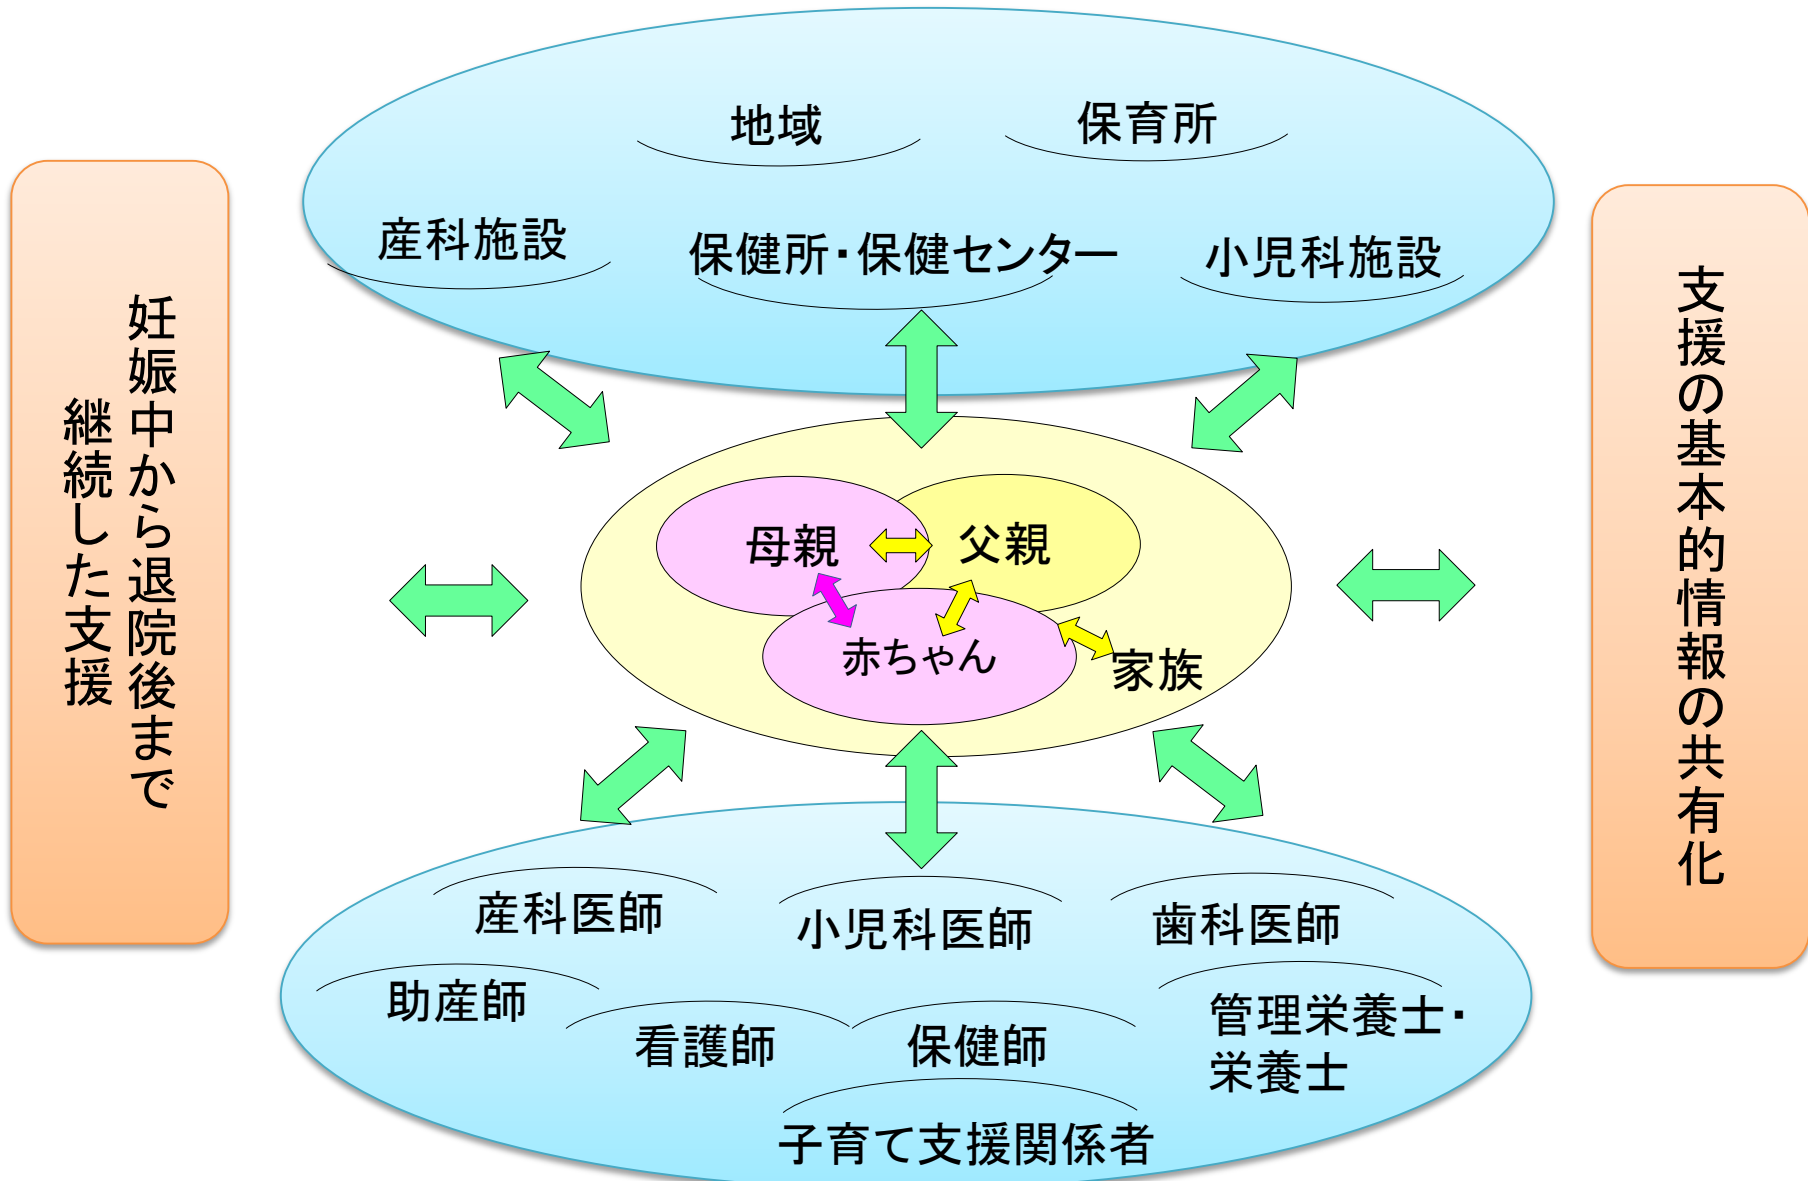 地域
保育所
産科施設
保健所・保健センター
小児科施設
妊娠中から退院後まで
継続した支援
支援の基本的情報の共有化
母親
父親
赤ちゃん
家族
産科医師
小児科医師
歯科医師
助産師
看護師
保健師
管理栄養士・
栄養士
子育て支援関係者